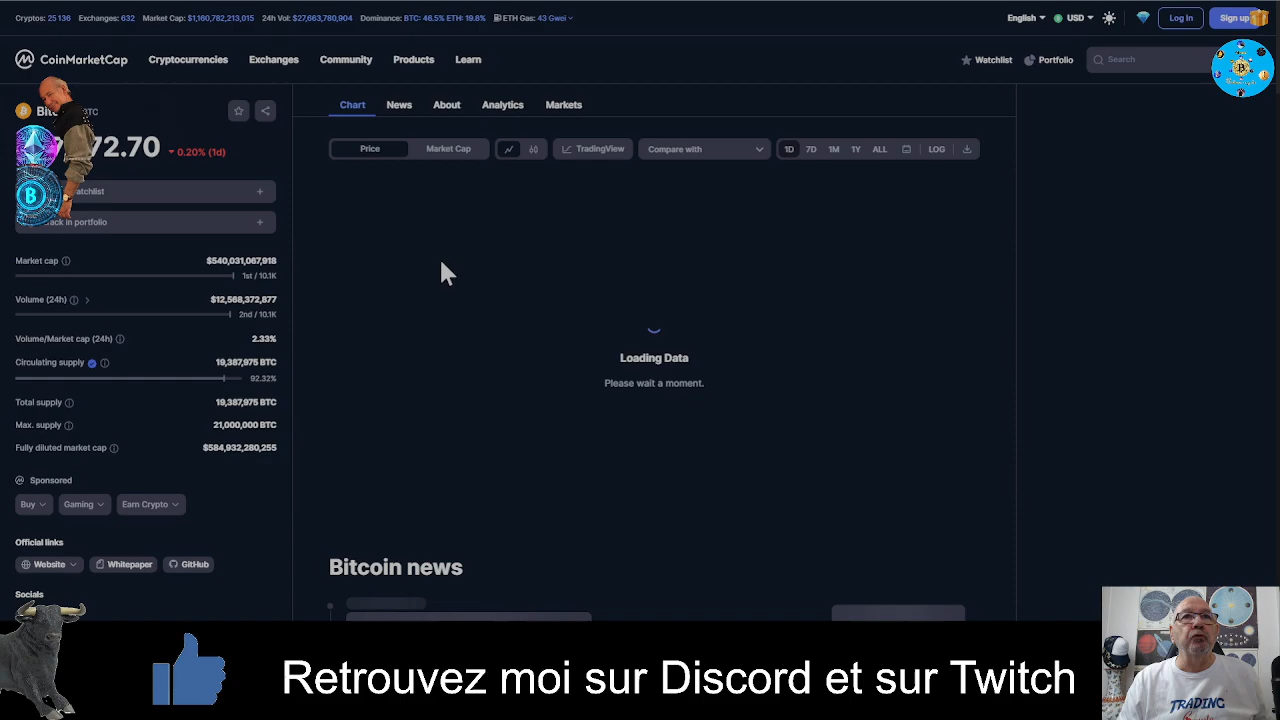 Cryptos: 25136 Exchanges: 632 Market Cap: $1,160,782,213,015 24h Vol: $27,663,780,904 Dominance: BTC: 46.5% ETH: 19.8% ETH Gas: 43 Gwei English USD Log In Sign up
CoinMarketCap Cryptocurrencies Exchanges Community Products Learn Watchlist Portfolio Search
BTC
72.70 0.20% (1d)
Chart News About Analytics Markets
Price Market Cap TradingView Compare with 1D 7D 1M 1Y ALL LOG
in portfolio
Market cap $540,031,067,918
1st / 10.1K
Volume (24h) $12,568,372,877
2nd / 10.1K
Volume/Market cap (24h) 2.33%
Circulating supply 19,387,975 BTC
92.32%
Total supply 19,387,975 BTC
Max. supply 21,000,000 BTC
Fully diluted market cap $584,932,280,255
Sponsored
Buy Gaming Earn Crypto
Official links
Website Whitepaper GitHub
Socials
Loading Data
Please wait a moment.
Bitcoin news
Retrouvez moi sur Discord et sur Twitch
TRADING